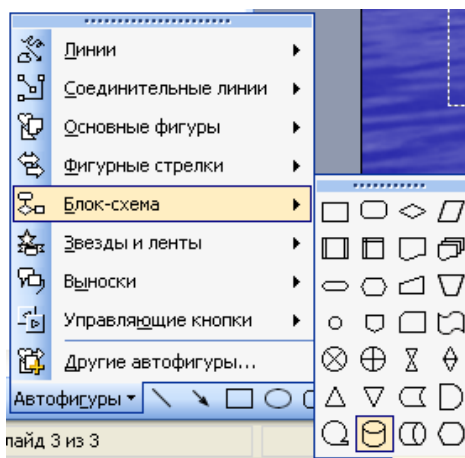 Линии
Соединительные линии
Основные фигуры
Фигурные стрелки
Блок-схема
Звезды и ленты
Выноски
Управляющие кнопки
Другие автофигуры...
Автофигуры
лайд 3 из 3